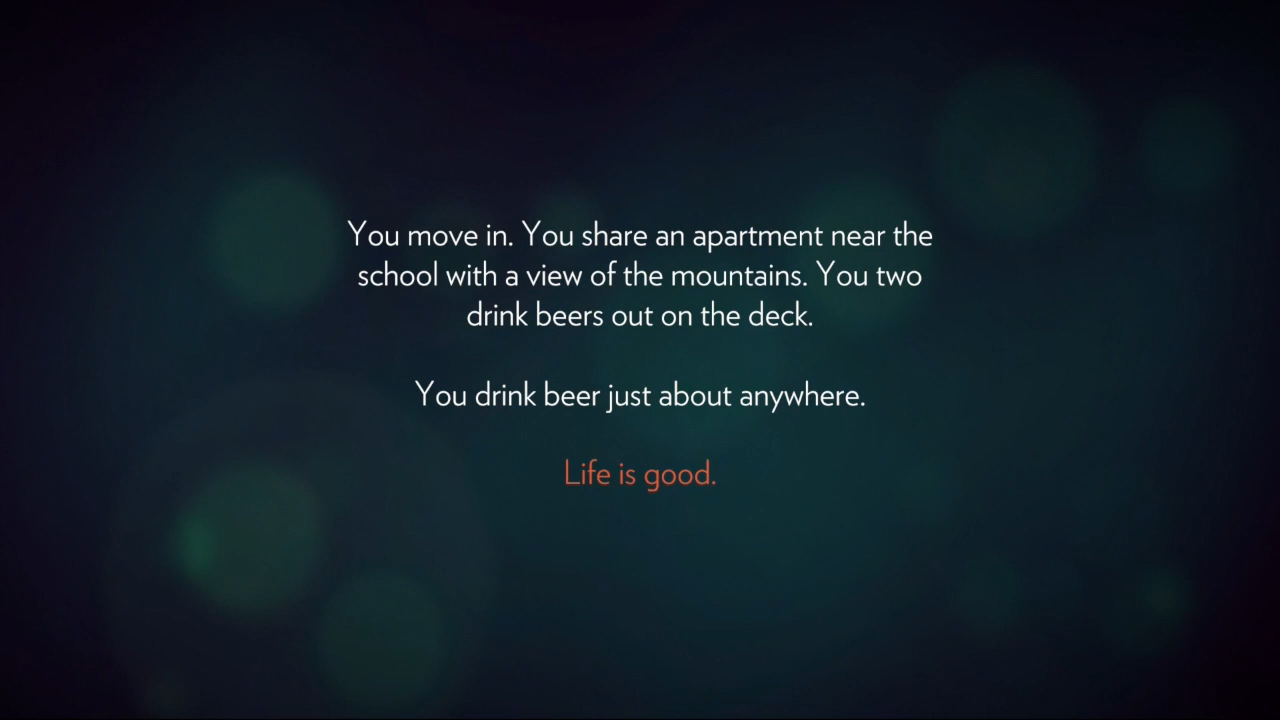 You move in. You share an apartment near the
school with a view of the mountains. You two
drink beers out on the deck.
You drink beer just about anywhere.
Life is good.